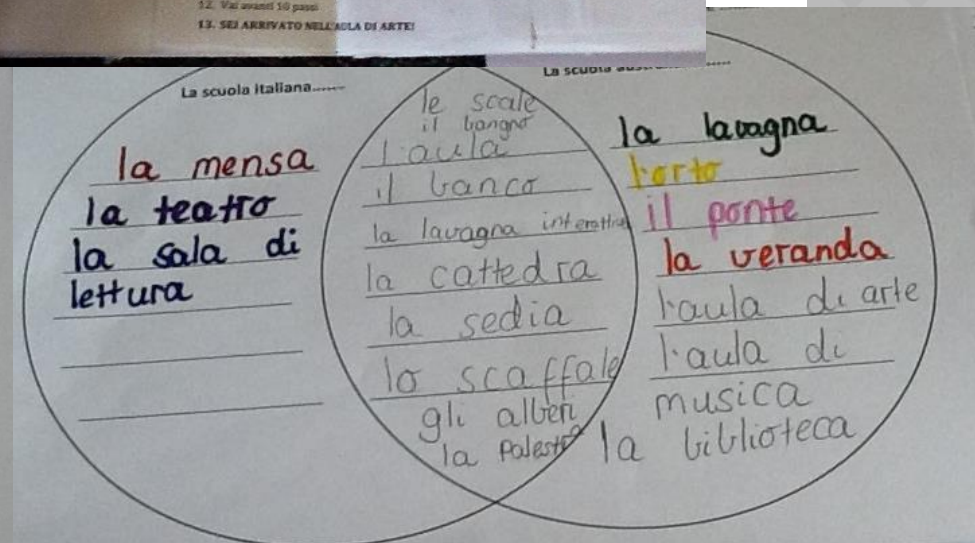 12. Vai avanti 10 passi
13. SEI ARRIVATO NELL'AULA DI ARTE!
La scuola italiana......
la mensa
la teatro
la sala di
lettura
le scale
il bangno
l'aula
il banco
la lavagna interattiva
la cattedra
la sedia
lo scaffale
gli alberi
la palestra
La scuola
la lavagna
l'orto
il ponte
la veranda
l'aula di arte
l'aula di
musica
la biblioteca